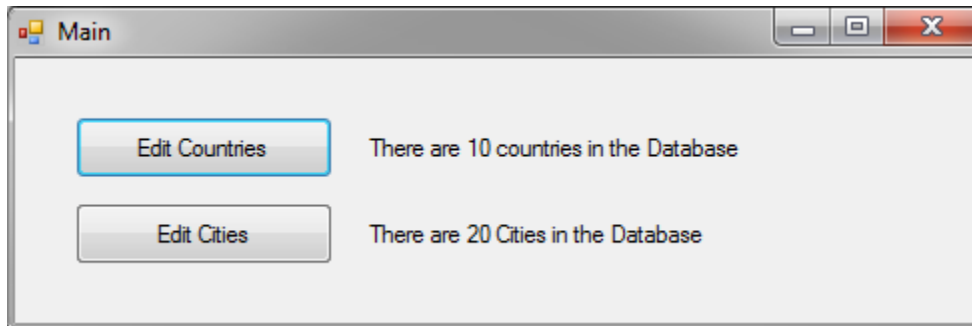 Main
Edit Countries There are 10 countries in the Database
Edit Cities There are 20 Cities in the Database